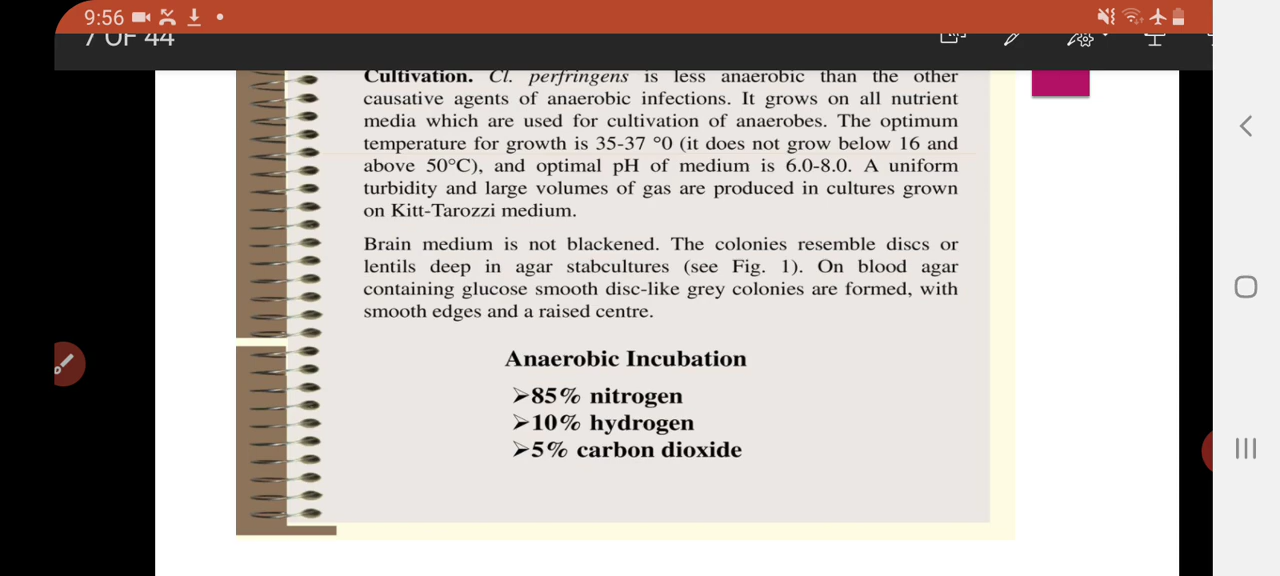 9:56
7 OF 44
Cultivation. Cl. perfringens is less anaerobic than the other
causative agents of anaerobic infections. It grows on all nutrient
media which are used for cultivation of anaerobes. The optimum
temperature for growth is 35-37 °0 (it does not grow below 16 and
above 50°C), and optimal pH of medium is 6.0-8.0. A uniform
turbidity and large volumes of gas are produced in cultures grown
on Kitt-Tarozzi medium.
Brain medium is not blackened. The colonies resemble discs or
lentils deep in agar stabcultures (see Fig. 1). On blood agar
containing glucose smooth disc-like grey colonies are formed, with
smooth edges and a raised centre.
Anaerobic Incubation
➢85% nitrogen
➢10% hydrogen
➢5% carbon dioxide